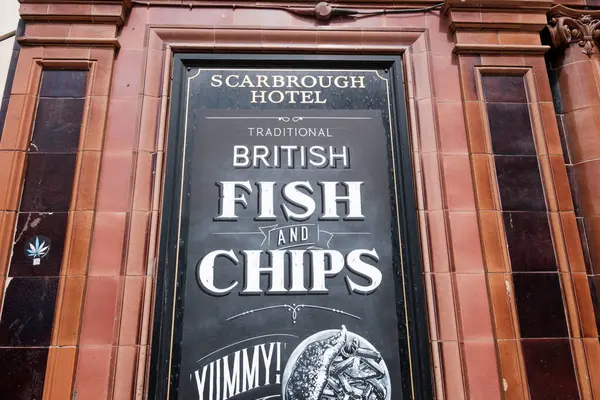 SCARBROUGH
HOTEL
TRADITIONAL
BRITISH
FISH
AND
CHIPS
YUMMY!